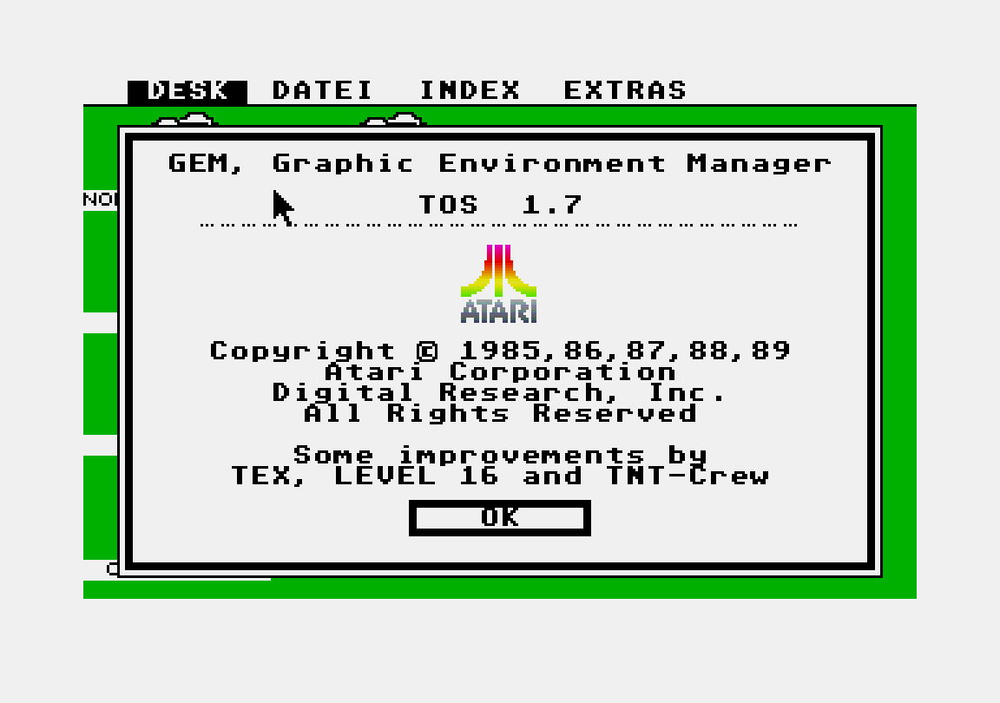 DESK DATEI INDEX EXTRAS
GEM, Graphic Environment Manager
TOS 1.7
ATARI
Copyright © 1985,86,87,88,89
Atari Corporation
Digital Research, Inc.
All Rights Reserved
Some improvements by
TEX, LEVEL 16 and TNT-Crew
OK